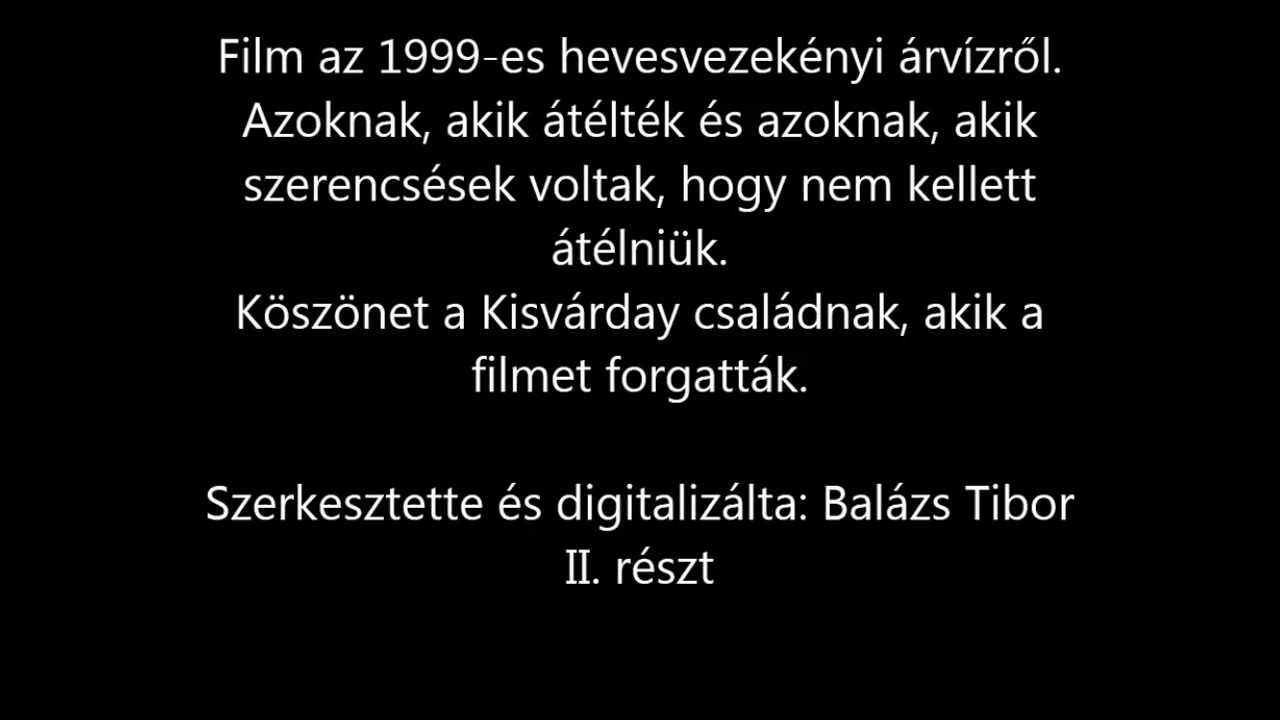 Film az 1999-es hevesvezekényi árvízről.
Azoknak, akik átélték és azoknak, akik
szerencsések voltak, hogy nem kellett
átélniük.
Köszönet a Kisvárday családnak, akik a
filmet forgatták.
Szerkesztette és digitalizálta: Balázs Tibor
II. részt